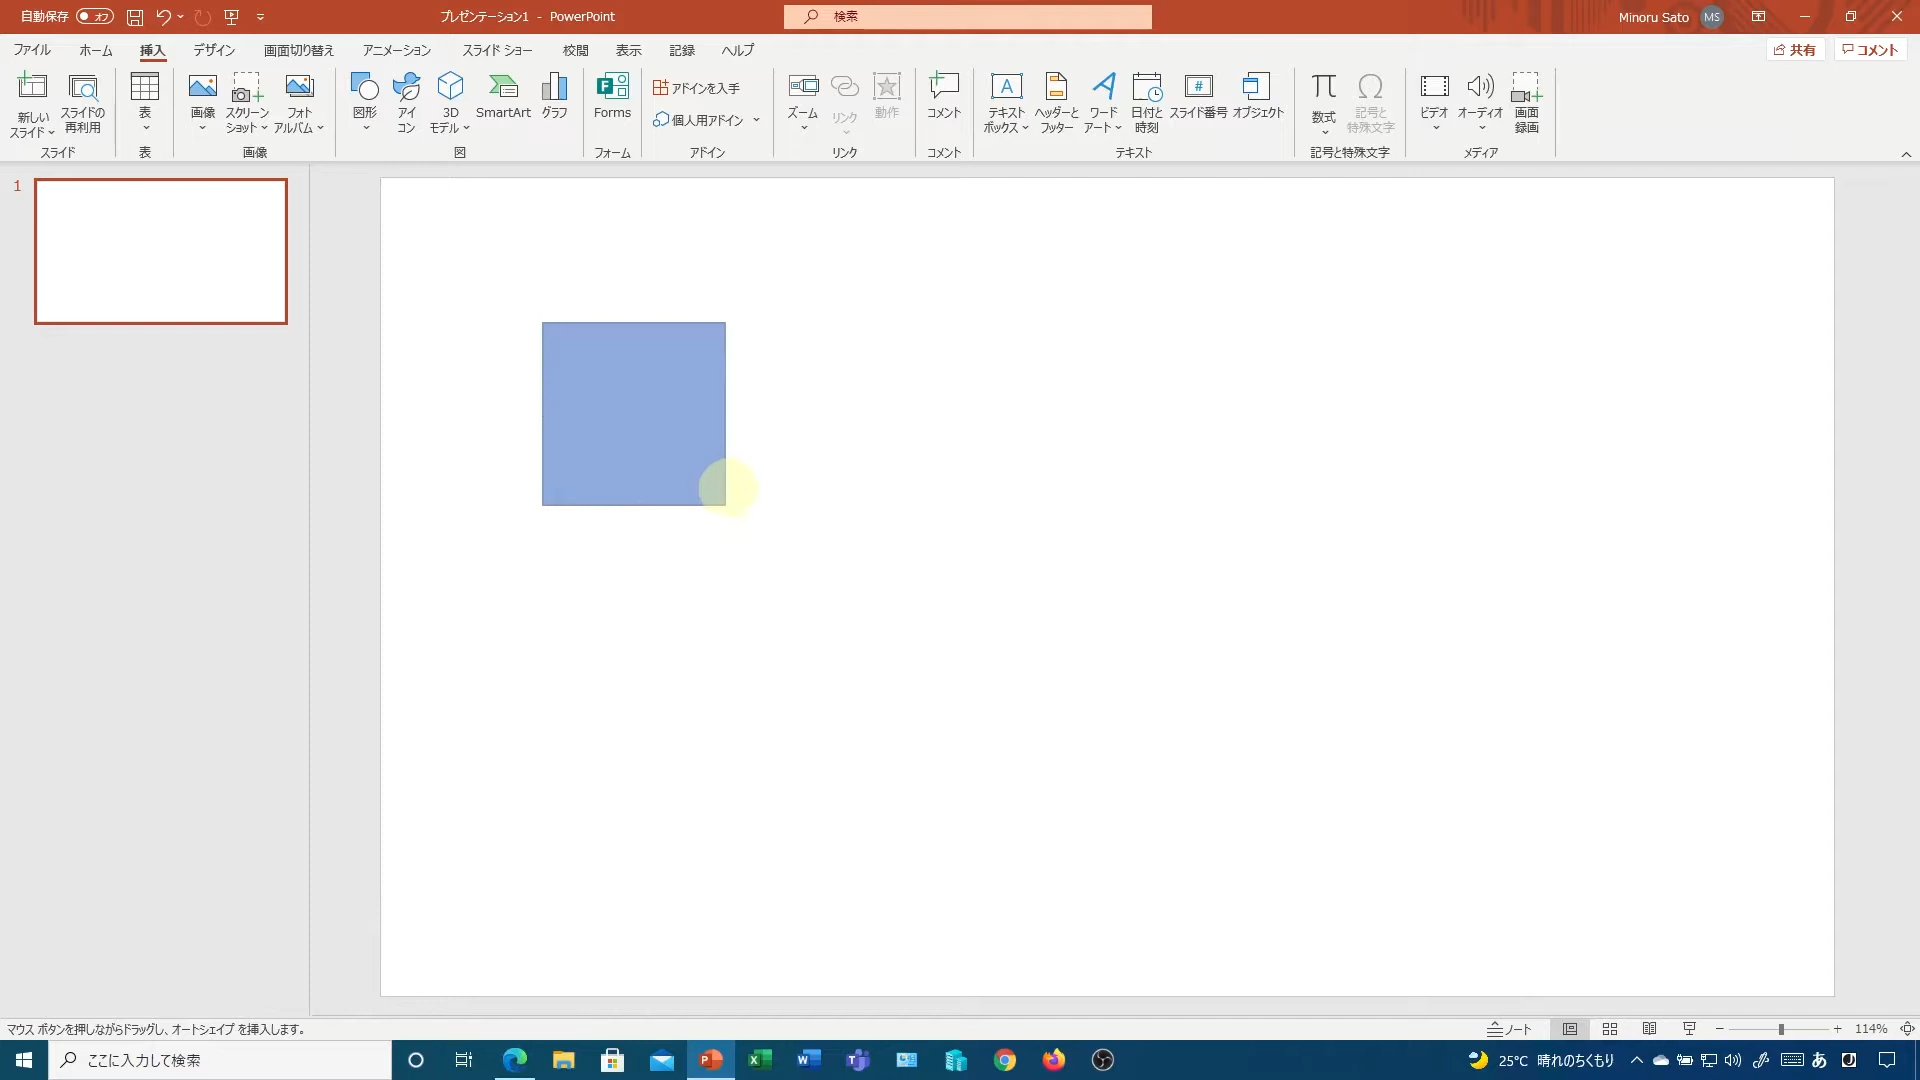 自動保存 オフ プレゼンテーション1 - PowerPoint 検索 Minoru Sato MS
ファイル ホーム 挿入 デザイン 画面切り替え アニメーション スライド ショー 校閲 表示 記録 ヘルプ 共有 コメント
新しい
スライド
スライドの
再利用
スライド
表
表
画像
スクリーン
ショット
フォト
アルバム
画像
図形
アイ
コン
3D
モデル
SmartArt
グラフ
図
Forms
フォーム
アドインを入手
個人用アドイン
アドイン
ズーム
リンク
動作
リンク
コメント
コメント
テキスト
ボックス
ヘッダーと
フッター
ワード
アート
日付と
時刻
スライド番号
オブジェクト
テキスト
数式
記号と
特殊文字
記号と特殊文字
ビデオ
オーディオ
画面
録画
メディア
1
マウス ボタンを押しながらドラッグし、オートシェイプ を挿入します。
ノート
114%
ここに入力して検索
25°C 晴れのちくもり
あ